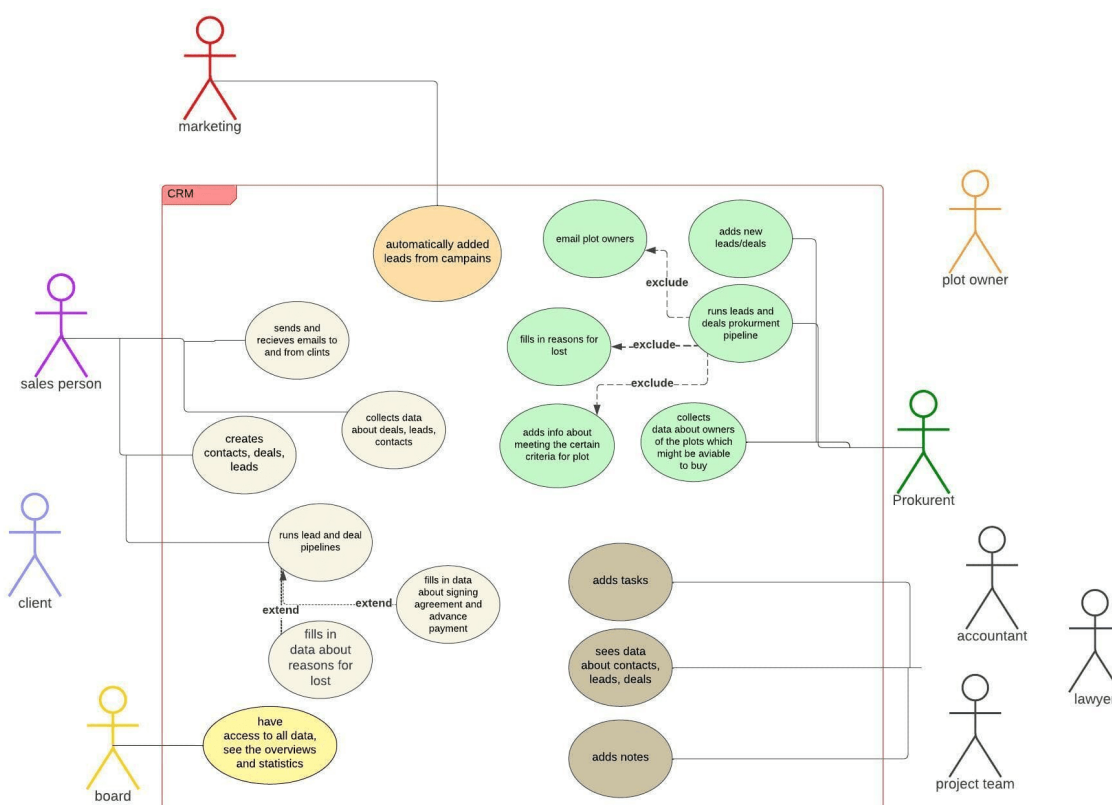 marketing
CRM
automatically added
leads from campains
email plot owners
adds new
leads/deals
plot owner
exclude
sales person
sends and
recieves emails to
and from clints
fills in reasons for
lost
exclude
runs leads and
deals prokurment
pipeline
exclude
collects data
about deals, leads,
contacts
creates
contacts, deals,
leads
adds info about
meeting the certain
criteria for plot
collects
data about owners
of the plots which
might be aviable
to buy
Prokurent
client
runs lead and deal
pipelines
extend
extend
fills in data
about signing
agreement and
advance
payment
fills in
data about
reasons for
lost
adds tasks
accountant
sees data
about contacts,
leads, deals
lawyer
board
have
access to all data,
see the overviews
and statistics
adds notes
project team